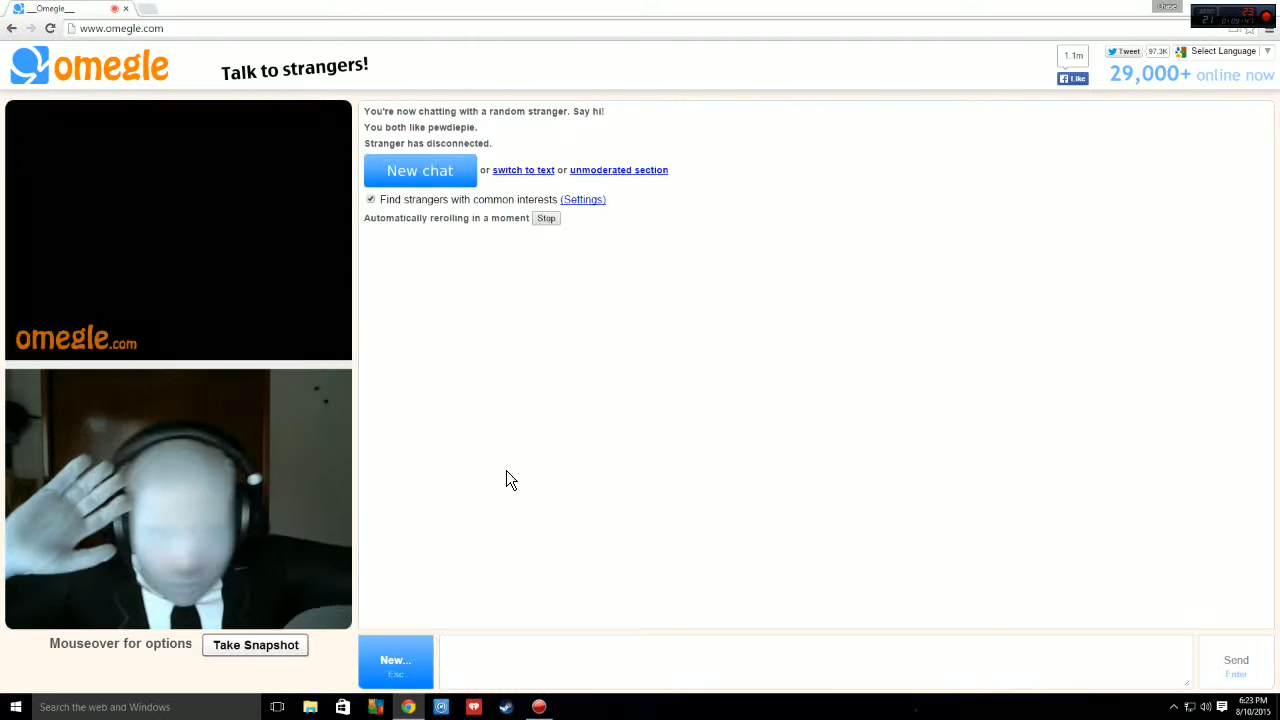 __Omegle__
www.omegle.com
omegle
Talk to strangers!
1.1m
Like
Tweet
97.3K
Select Language
29,000+ online now
You're now chatting with a random stranger. Say hi!
You both like pewdiepie.
Stranger has disconnected.
New chat or switch to text or unmoderated section
Find strangers with common interests (Settings)
Automatically rerolling in a moment Stop
omegle.com
Mouseover for options Take Snapshot
New...
Esc
Send
Enter
Search the web and Windows
6:23 PM
8/10/2015